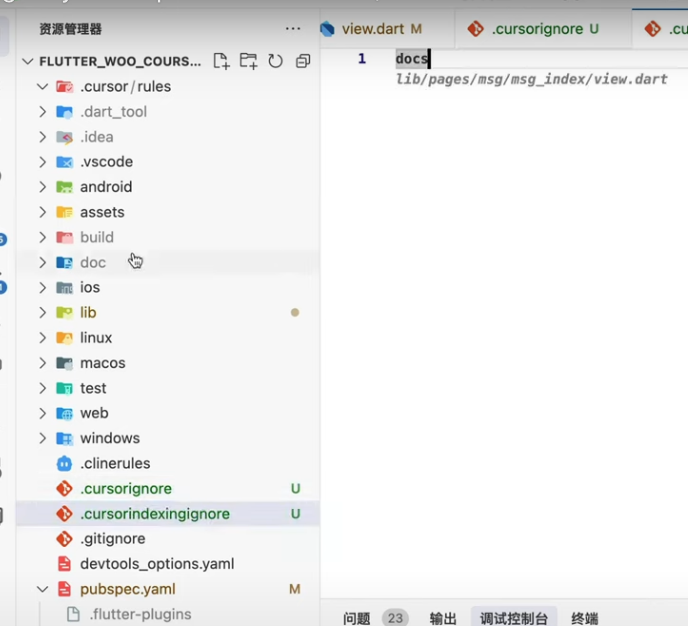 资源管理器
FLUTTER_WOO_COURS...
.cursor/rules
.dart_tool
.idea
.vscode
android
assets
build
doc
ios
lib
linux
macos
test
web
windows
.clinerules
.cursorignore U
.cursorindexingignore U
.gitignore
devtools_options.yaml
pubspec.yaml M
.flutter-plugins
view.dart M
.cursorignore U
.cu
1 docs
lib/pages/msg/msg_index/view.dart
问题 23 输出 调试控制台 终端